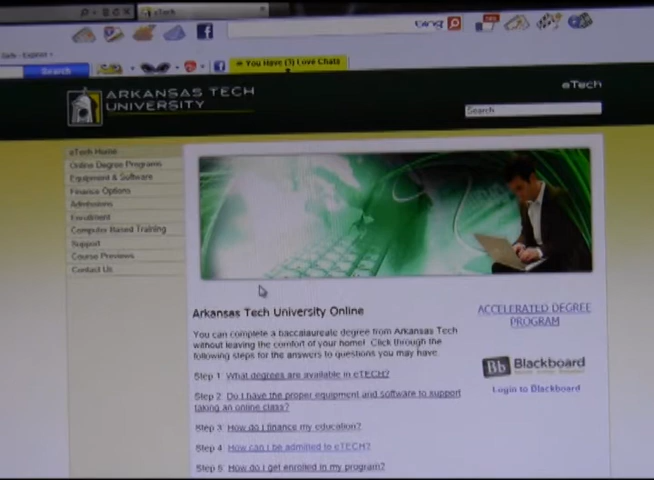 eTech
bing
Search
You Have (3) Love Chats
ARKANSAS TECH
UNIVERSITY
eTech
Search
eTech Home
Online Degree Programs
Equipment & Software
Finance Options
Admissions
Enrollment
Computer Based Training
Support
Course Previews
Contact Us
Arkansas Tech University Online
You can complete a baccalaureate degree from Arkansas Tech
without leaving the comfort of your home! Click through the
following steps for the answers to questions you may have.
Step 1 What degrees are available in eTECH?
Step 2 Do I have the proper equipment and software to support
taking an online class?
Step 3 How do I finance my education?
Step 4 How can I be admitted to eTECH?
Step 5 How do I get enrolled in my program?
ACCELERATED DEGREE
PROGRAM
Bb Blackboard
Login to Blackboard